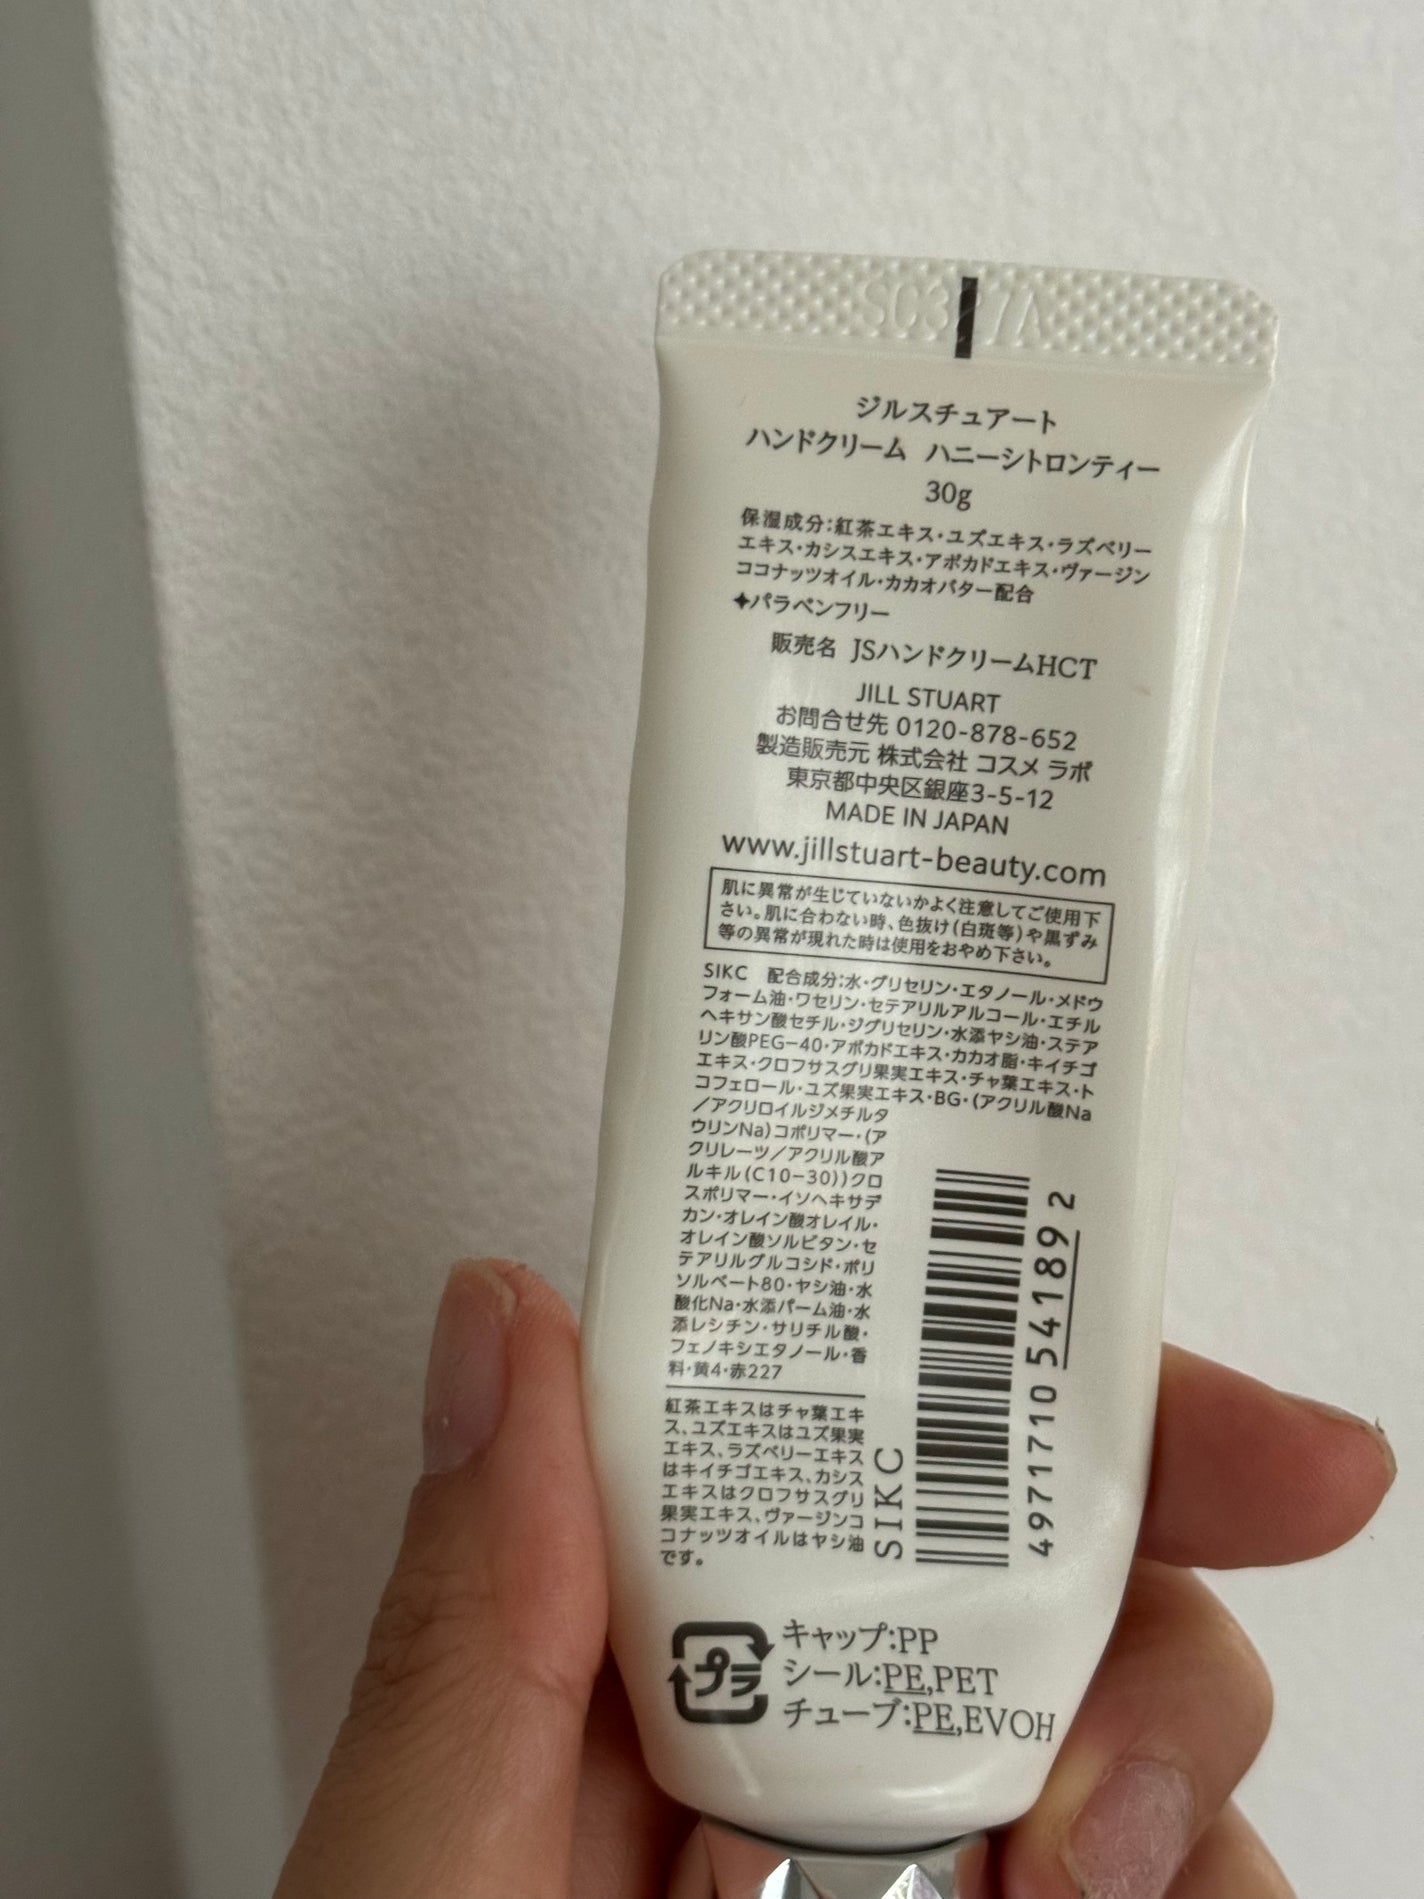 ジルスチュアート
ハンドクリーム ハニーシトロンティー
30g
保湿成分:紅茶エキス・ユズエキス・ラズベリー
エキス・カシスエキス・アボカドエキス・ヴァージン
ココナッツオイル・カカオバター配合
✦パラベンフリー
販売名 JSハンドクリームHCT
JILL STUART
お問合せ先 0120-878-652
製造販売元 株式会社 コスメ ラボ
東京都中央区銀座3-5-12
MADE IN JAPAN
www.jillstuart-beauty.com
肌に異常が生じていないかよく注意してご使用下
さい。肌に合わない時、色抜け(白斑等)や黒ずみ
等の異常が現れた時は使用をおやめ下さい。
SIKC 配合成分:水・グリセリン・エタノール・メドウ
フォーム油・ワセリン・セテアリルアルコール・エチル
ヘキサン酸セチル・ジグリセリン・水添ヤシ油・ステア
リン酸PEG-40・アボカドエキス・カカオ脂・キイチゴ
エキス・クロフサスグリ果実エキス・チャ葉エキス・ト
コフェロール・ユズ果実エキス・BG・(アクリル酸Na
/アクリロイルジメチルタ
ウリンNa)コポリマー・(ア
クリレーツ/アクリル酸ア
ルキル(C10-30))クロ
スポリマー・イソヘキサデ
カン・オレイン酸オレイル・
オレイン酸ソルビタン・セ
テアリルグルコシド・ポリ
ソルベート80・ヤシ油・水
酸化Na・水添パーム油・水
添レシチン・サリチル酸・
フェノキシエタノール・香
料・黄4・赤227
紅茶エキスはチャ葉エキ
ス、ユズエキスはユズ果実
エキス、ラズベリーエキス
はキイチゴエキス、カシス
エキスはクロフサスグリ
果実エキス、ヴァージンコ
コナッツオイルはヤシ油
です。
SIKC
4971710 54189 2
プラ
キャップ:PP
シール:PE,PET
チューブ:PE,EVOH